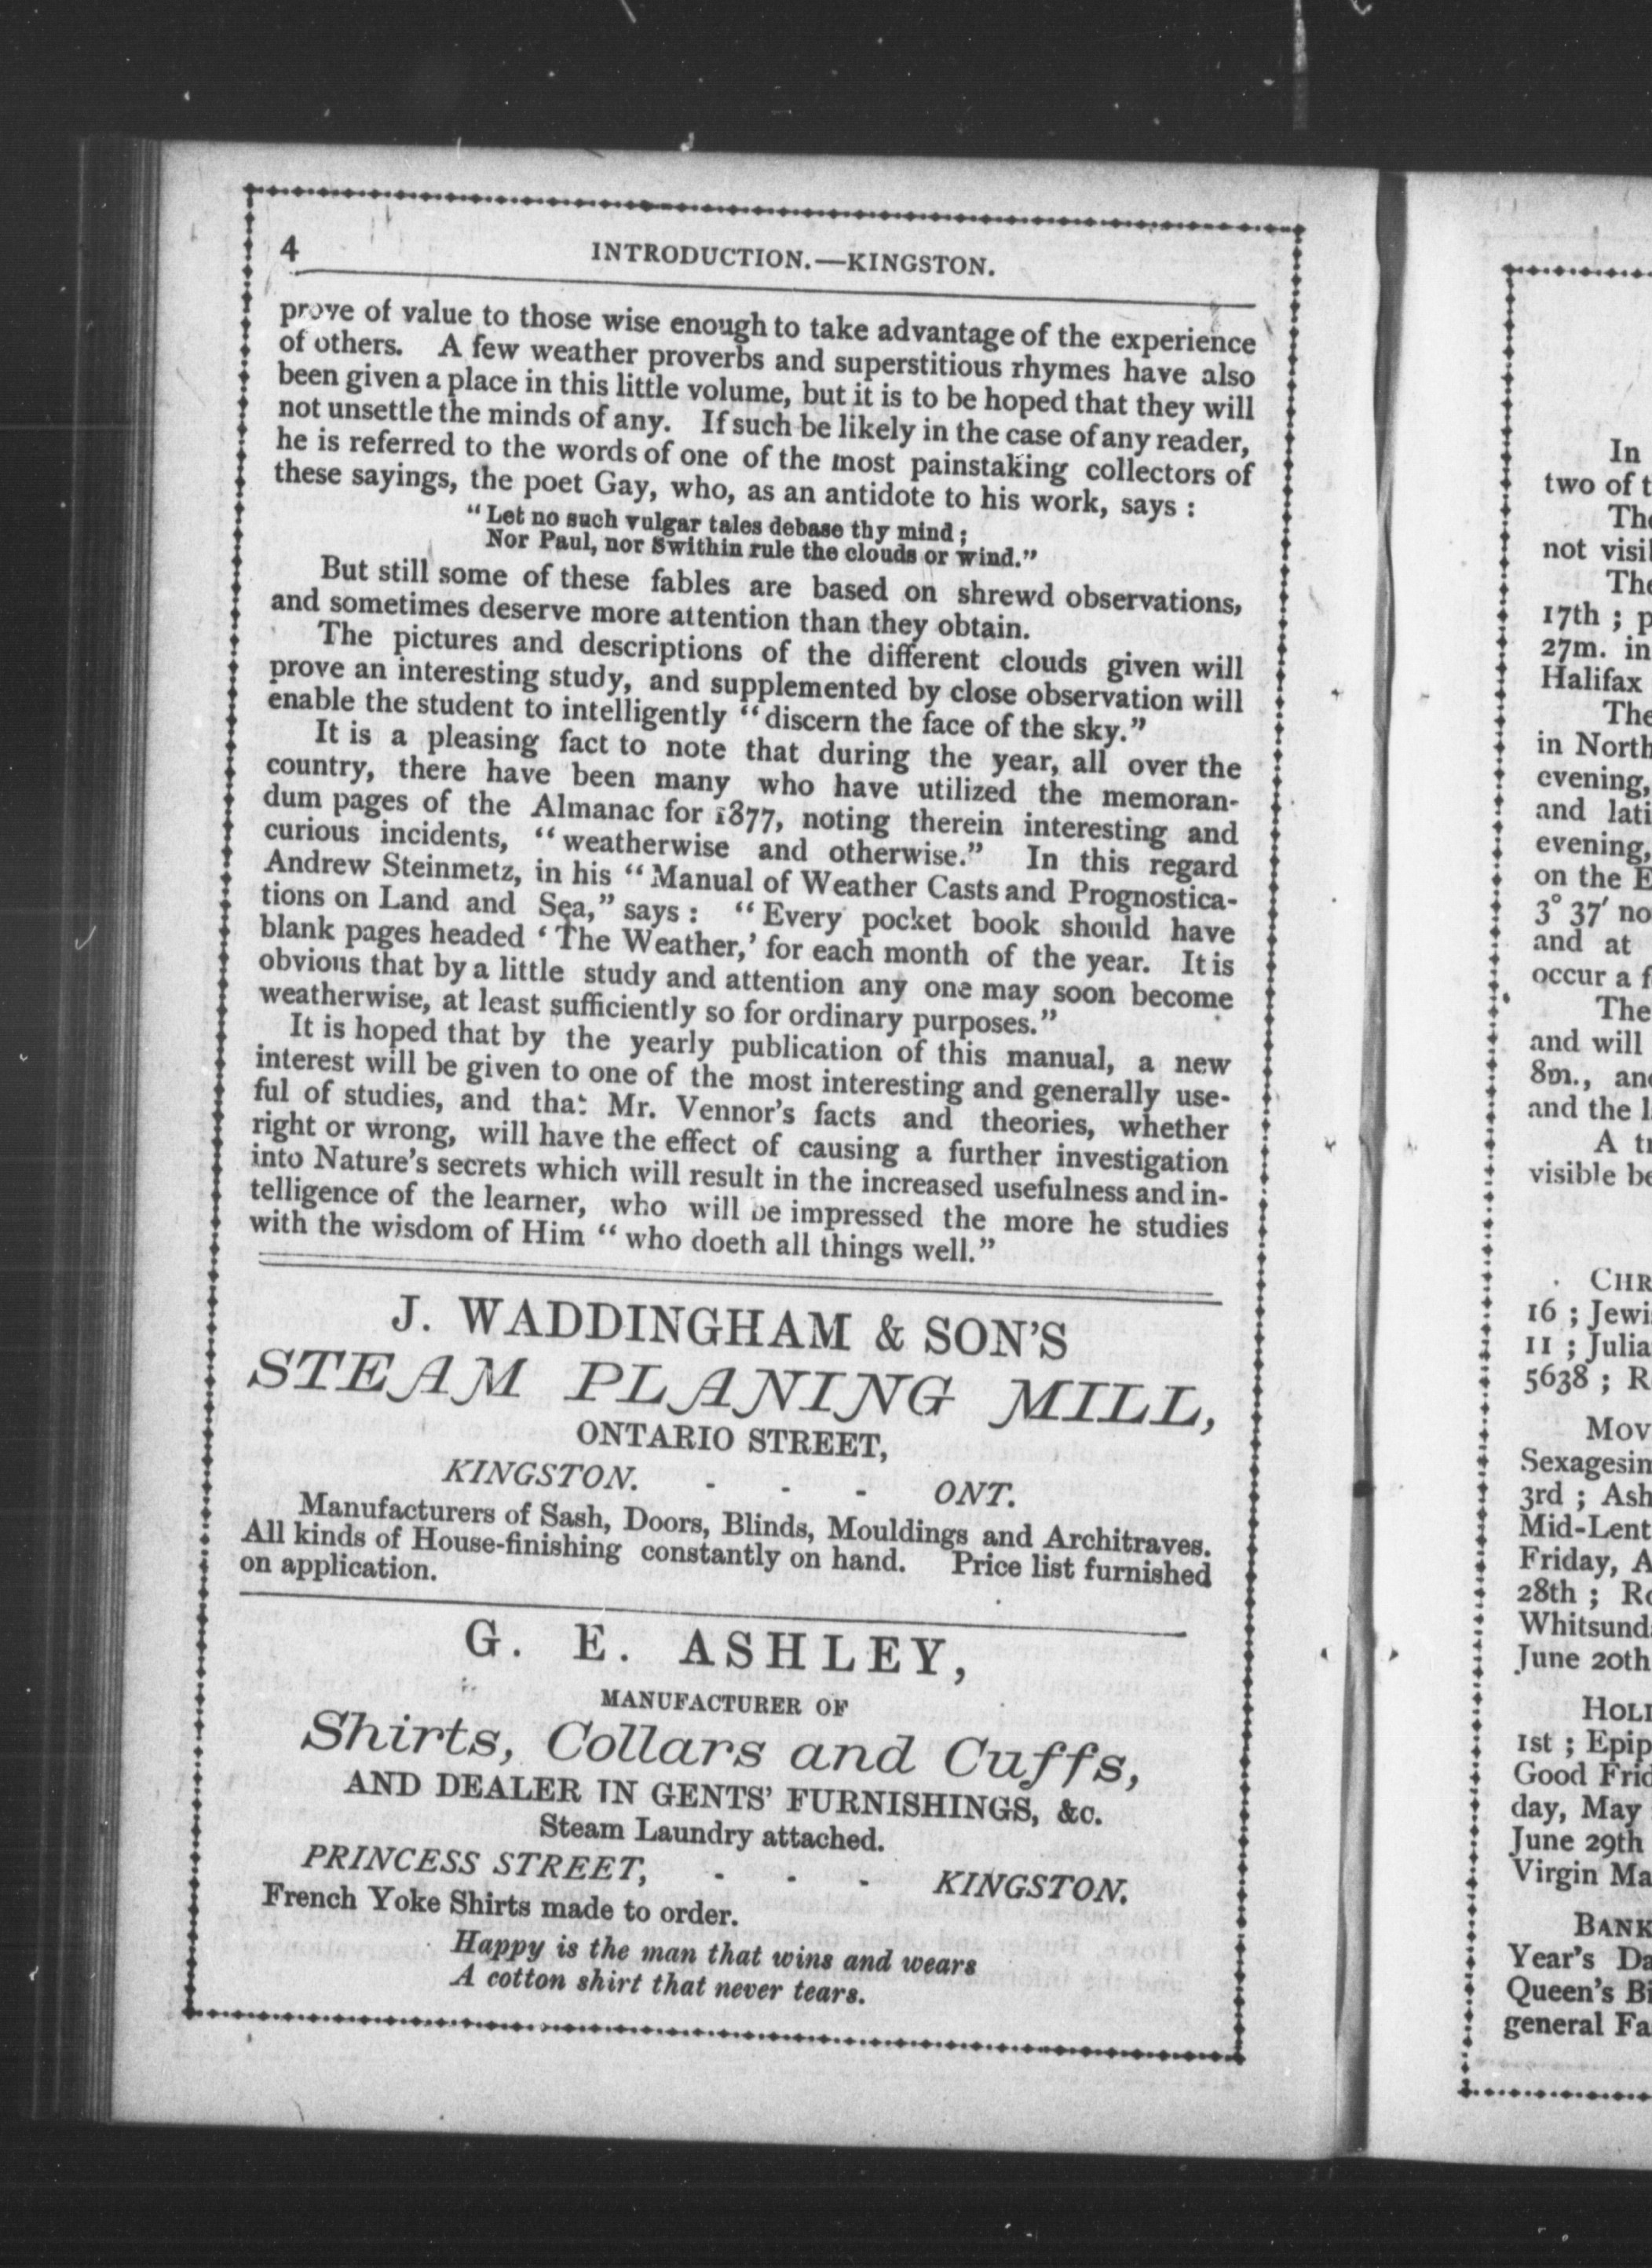 4
INTRODUCTION.—KINGSTON.
prove of value to those wise enough to take advantage of the experience
of others. A few weather proverbs and superstitious rhymes have also
been given a place in this little volume, but it is to be hoped that they will
not unsettle the minds of any. If such be likely in the case of any reader,
he is referred to the words of one of the most painstaking collectors of
these sayings, the poet Gay, who, as an antidote to his work, says :
"Let no such vulgar tales debase thy mind ;
Nor Paul, nor Swithin rule the clouds or wind."
But still some of these fables are based on shrewd observations,
and sometimes deserve more attention than they obtain.
The pictures and descriptions of the different clouds given will
prove an interesting study, and supplemented by close observation will
enable the student to intelligently "discern the face of the sky."
It is a pleasing fact to note that during the year, all over the
country, there have been many who have utilized the memoran-
dum pages of the Almanac for 1877, noting therein interesting and
curious incidents, "weatherwise and otherwise." In this regard
Andrew Steinmetz, in his "Manual of Weather Casts and Prognostica-
tions on Land and Sea," says : "Every pocket book should have
blank pages headed 'The Weather,' for each month of the year. It is
obvious that by a little study and attention any one may soon become
weatherwise, at least sufficiently so for ordinary purposes."
It is hoped that by the yearly publication of this manual, a new
interest will be given to one of the most interesting and generally use-
ful of studies, and that Mr. Vennor's facts and theories, whether
right or wrong, will have the effect of causing a further investigation
into Nature's secrets which will result in the increased usefulness and in-
telligence of the learner, who will be impressed the more he studies
with the wisdom of Him "who doeth all things well."
J. WADDINGHAM & SON'S
STEAM PLANING MILL,
ONTARIO STREET,
KINGSTON. - - - ONT.
Manufacturers of Sash, Doors, Blinds, Mouldings and Architraves.
All kinds of House-finishing constantly on hand. Price list furnished
on application.
G. E. ASHLEY,
MANUFACTURER OF
Shirts, Collars and Cuffs,
AND DEALER IN GENTS' FURNISHINGS, &c.
Steam Laundry attached.
PRINCESS STREET, - - - KINGSTON.
French Yoke Shirts made to order.
Happy is the man that wins and wears
A cotton shirt that never tears.
In
two of
The
not visi
The
17th ; p
27m. in
Halifax
The
in North
evening,
and lati
evening,
on the E
3° 37' no
and at
occur a f
The
and will
8m., an
and the l
A tr
visible be
CHR
16 ; Jewi
11 ; Julia
5638 ; R
MOV
Sexagesim
3rd ; Ash
Mid-Lent
Friday, A
28th ; Ro
Whitsund
June 20th
HOLI
1st ; Epip
Good Frid
day, May
June 29th
Virgin Ma
BANK
Year's Da
Queen's Bi
general Fa